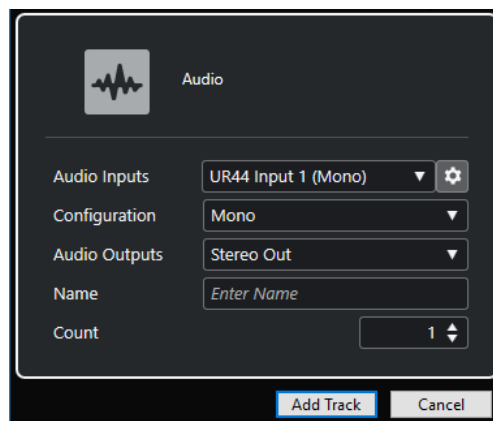 Audio
Audio Inputs UR44 Input 1 (Mono)
Configuration Mono
Audio Outputs Stereo Out
Name Enter Name
Count 1
Add Track Cancel